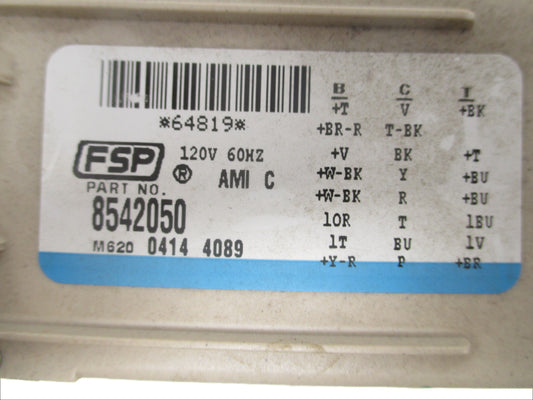 *64819*
FSP ®
120V 60HZ
AMI C
PART NO.
8542050
M620 0414 4089
B C I
+T V +BK
+BR-R T-BK
+V BK +T
+W-BK Y +BU
+W-BK R +BU
1OR T 1BU
1T BU 1V
+Y-R P +BR